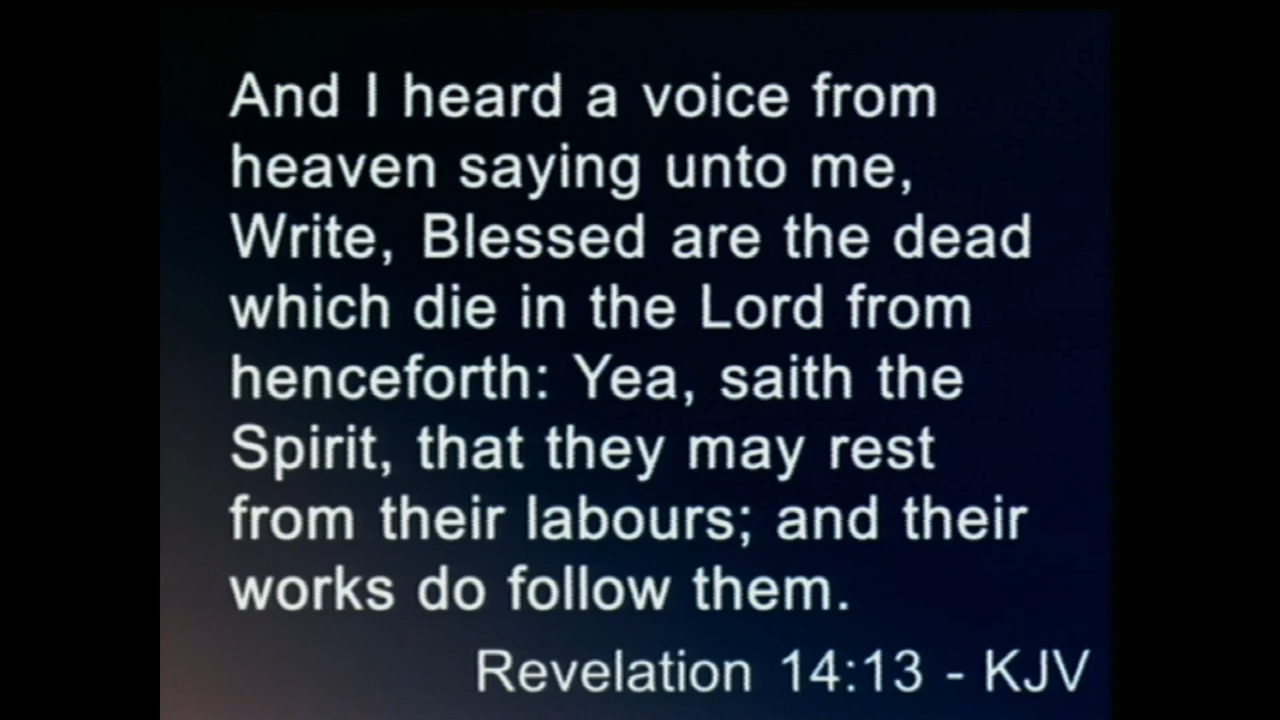 And I heard a voice from
heaven saying unto me,
Write, Blessed are the dead
which die in the Lord from
henceforth: Yea, saith the
Spirit, that they may rest
from their labours; and their
works do follow them.
Revelation 14:13 - KJV